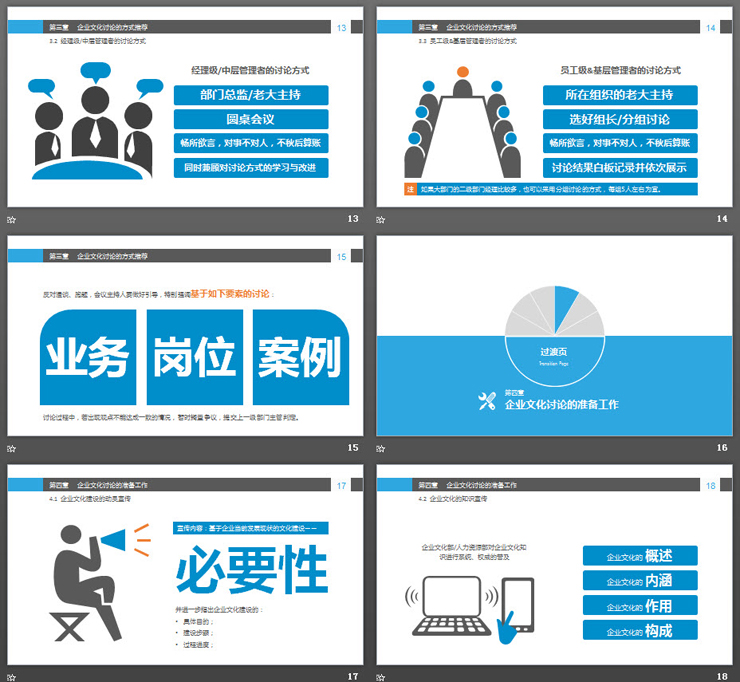 第三章 企业文化讨论的方式推荐
13
3.2 经理级/中层管理者的讨论方式
经理级/中层管理者的讨论方式
部门总监/老大主持
圆桌会议
畅所欲言，对事不对人，不秋后算账
同时兼顾对讨论方式的学习与改进
13
第三章 企业文化讨论的方式推荐
14
3.3 员工级&基层管理者的讨论方式
员工级&基层管理者的讨论方式
所在组织的老大主持
选好组长/分组讨论
畅所欲言，对事不对人，不秋后算账
讨论结果白板记录并依次展示
注 如果大部门的二级部门经理比较多，也可以采用分组讨论的方式，每组5人左右为宜。
14
第三章 企业文化讨论的方式推荐
15
反对漫谈、跑题，会议主持人要做好引导，特别强调基于如下要素的讨论：
业务 岗位 案例
讨论过程中，若出现观点不能达成一致的情况，暂时搁置争议，提交上一级部门主管判定。
15
过渡页
Transition Page
第四章
企业文化讨论的准备工作
16
第四章 企业文化讨论的准备工作
17
4.1 企业文化建设的动员宣传
宣传内容：基于企业当前发展现状的文化建设——
必要性
并进一步指出企业文化建设的：
• 具体目的；
• 建设步骤；
• 过程进度；
17
第四章 企业文化讨论的准备工作
18
4.2 企业文化的知识宣传
企业文化部/人力资源部对企业文化知
识进行系统、权威的普及
企业文化的 概述
企业文化的 内涵
企业文化的 作用
企业文化的 构成
18